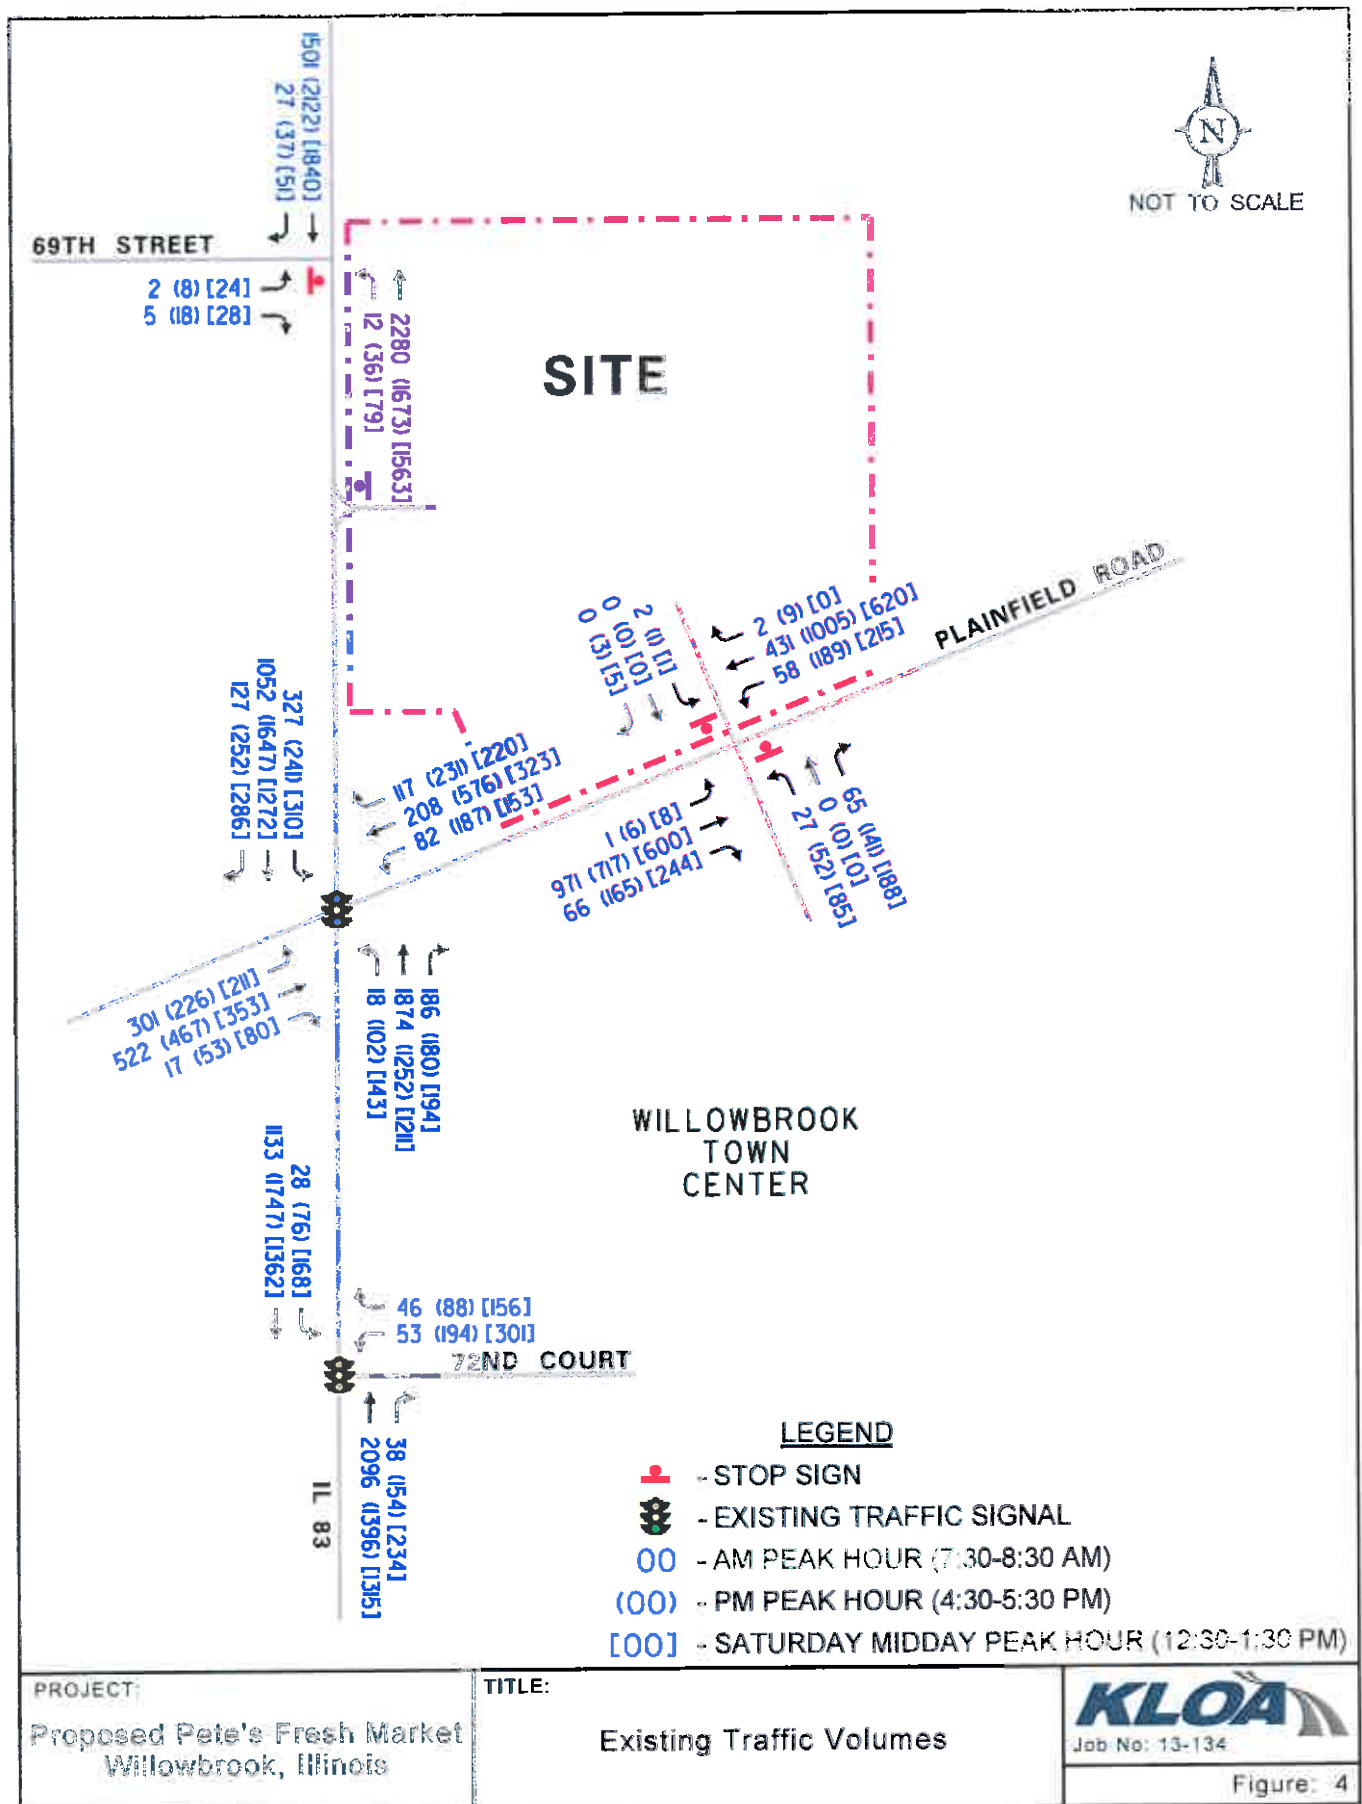 1501 (2122) [1840]
27 (37) [51]
N
NOT TO SCALE
69TH STREET
2 (8) [24]
5 (18) [28]
2280 (1673) [1563]
12 (36) [79]
SITE
PLAINFIELD ROAD
2 (9) [0]
431 (1005) [620]
58 (189) [215]
2 (1) [1]
0 (0) [0]
0 (3) [5]
327 (241) [310]
1052 (1647) [1272]
127 (252) [286]
117 (231) [220]
208 (576) [323]
82 (187) [153]
1 (6) [8]
971 (717) [600]
66 (165) [244]
65 (141) [188]
0 (0) [0]
27 (52) [85]
301 (226) [211]
522 (467) [353]
17 (53) [80]
186 (180) [194]
1874 (1252) [1211]
18 (102) [143]
WILLOWBROOK
TOWN
CENTER
28 (76) [168]
1133 (1747) [1362]
46 (88) [156]
53 (194) [301]
72ND COURT
38 (154) [234]
2096 (1396) [1315]
IL 83
LEGEND
- STOP SIGN
- EXISTING TRAFFIC SIGNAL
00 - AM PEAK HOUR (7:30-8:30 AM)
(00) - PM PEAK HOUR (4:30-5:30 PM)
[00] - SATURDAY MIDDAY PEAK HOUR (12:30-1:30 PM)
PROJECT:
Proposed Pete's Fresh Market
Willowbrook, Illinois
TITLE:
Existing Traffic Volumes
KLOA
Job No: 13-134
Figure: 4